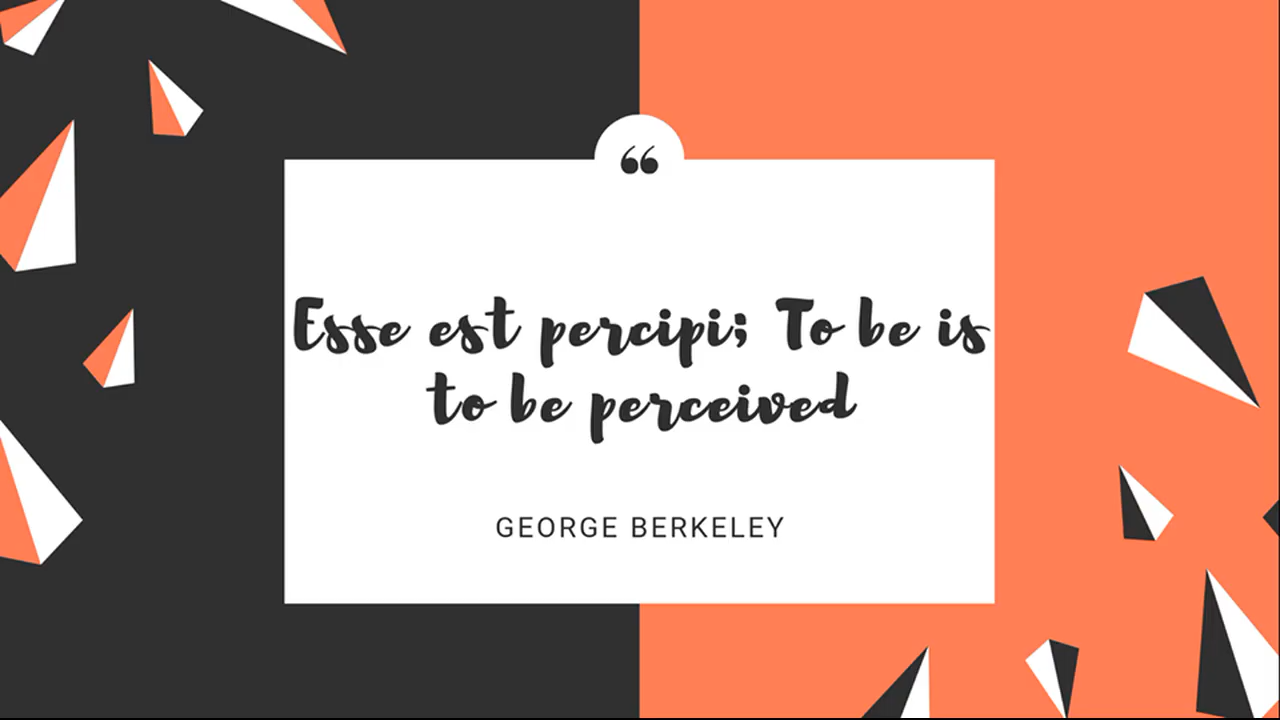 “
Esse est percipi; To be is
to be perceived
GEORGE BERKELEY